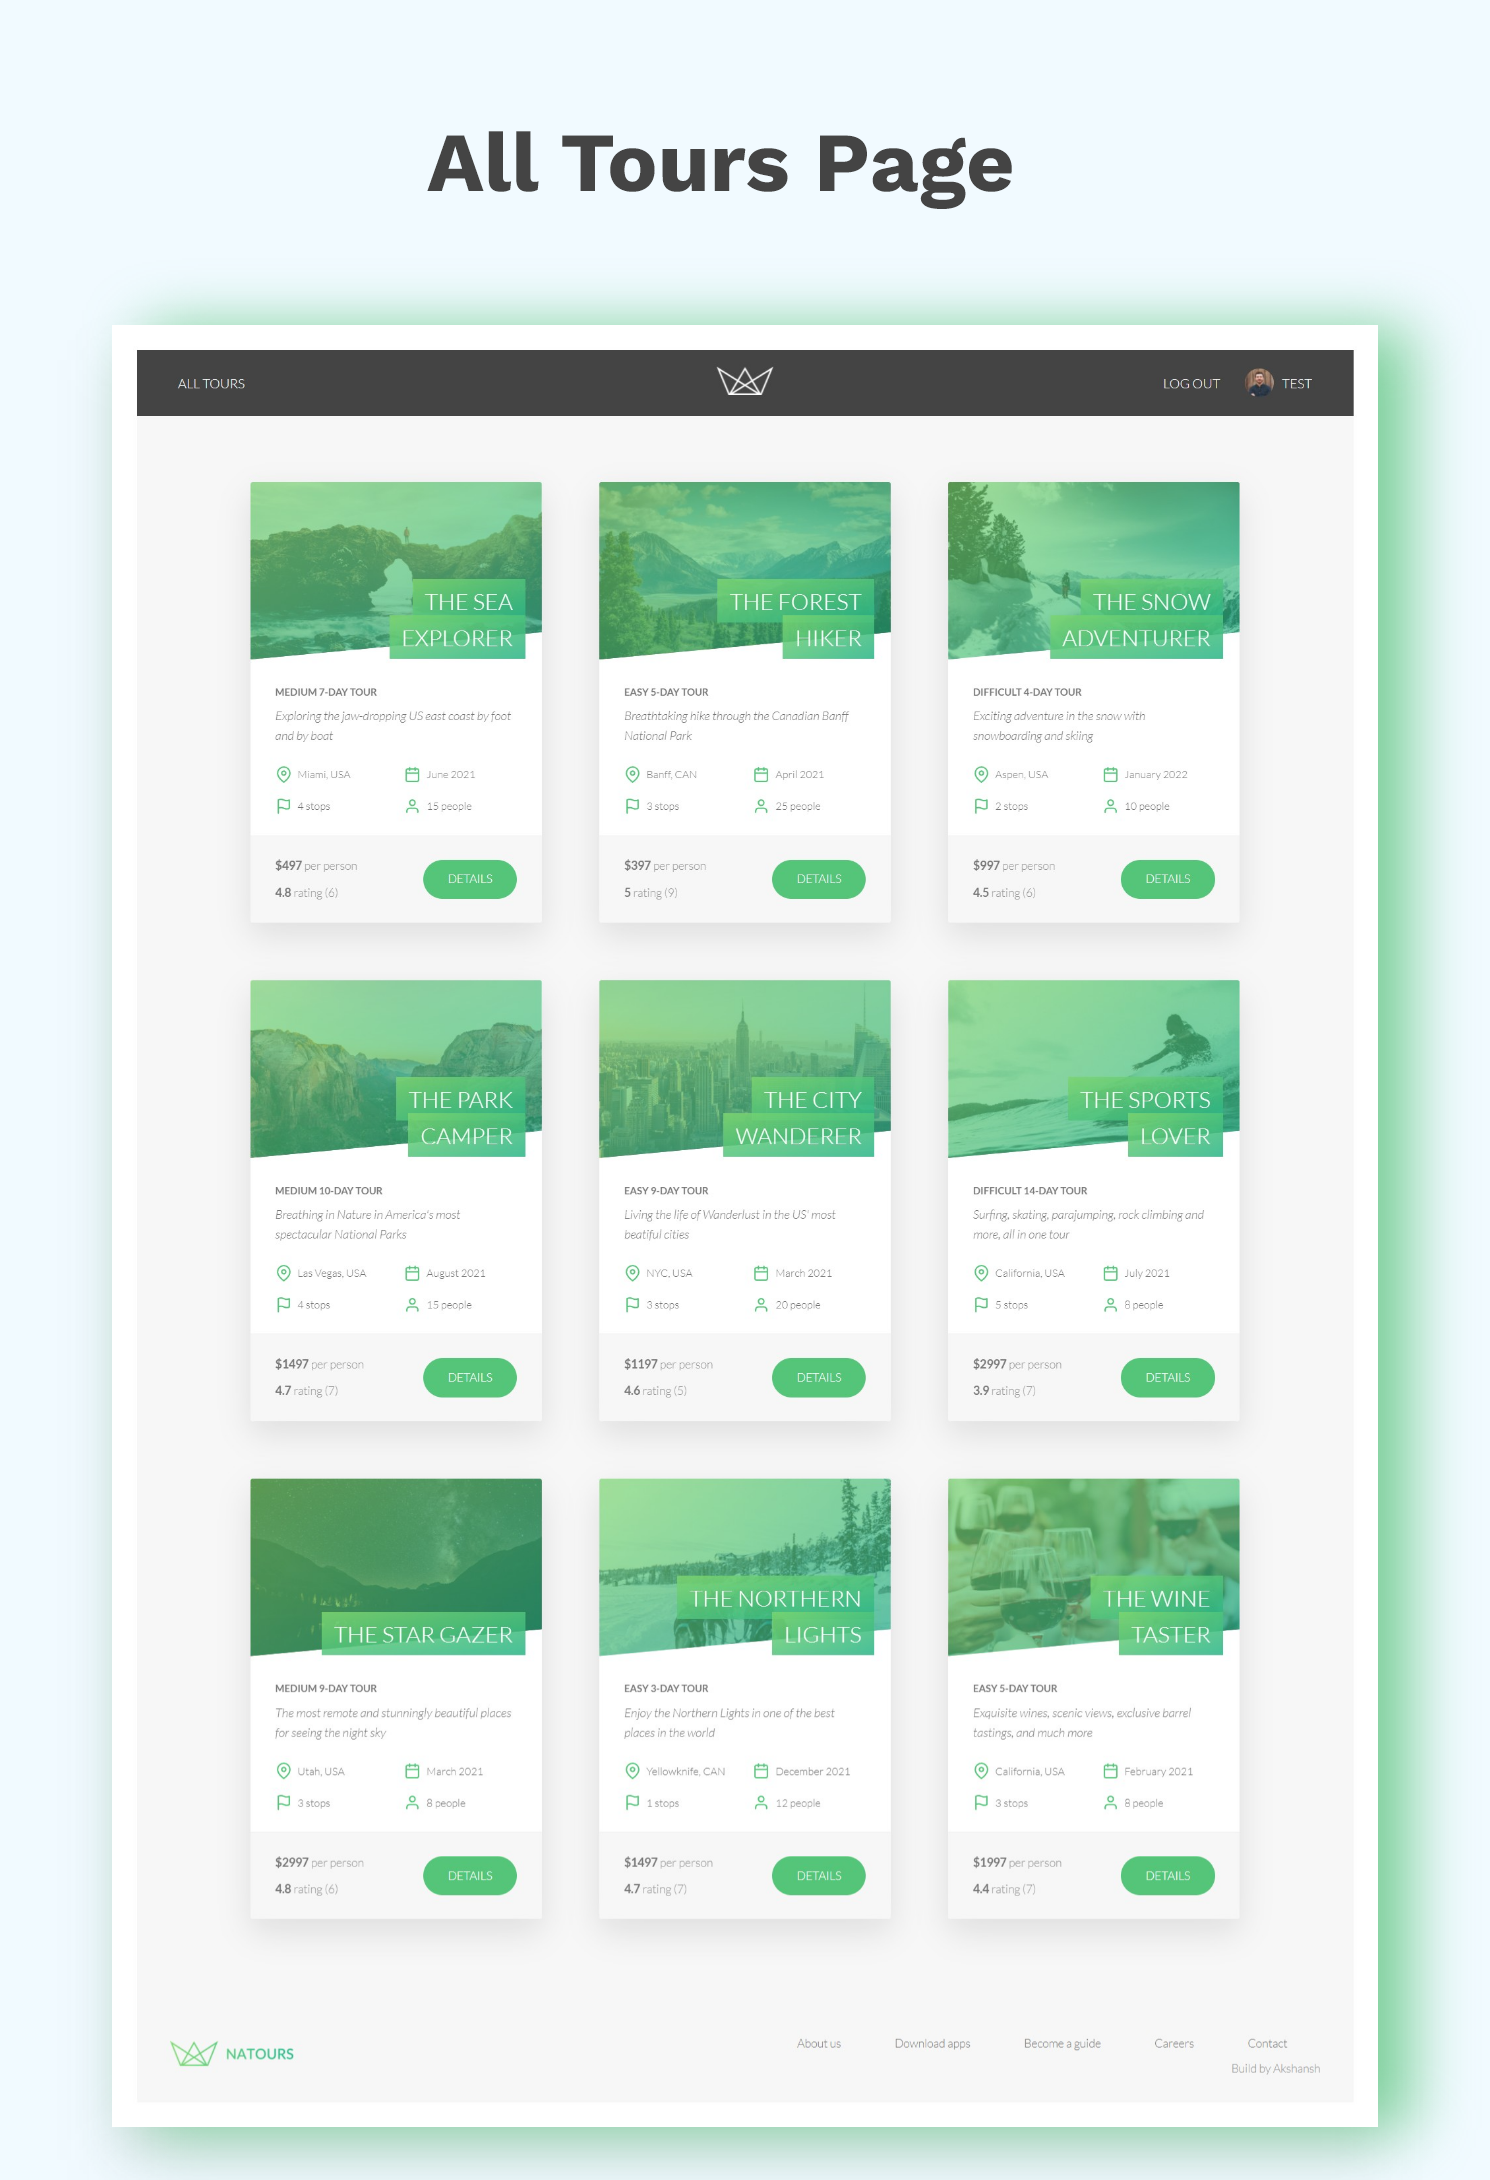 All Tours Page
ALL TOURS
LOG OUT
TEST
THE SEA
EXPLORER
MEDIUM 7-DAY TOUR
Exploring the jaw-dropping US east coast by foot
and by boat
Miami, USA
June 2021
4 stops
15 people
$497 per person
4.8 rating (6)
DETAILS
THE FOREST
HIKER
EASY 5-DAY TOUR
Breathtaking hike through the Canadian Banff
National Park
Banff, CAN
April 2021
3 stops
25 people
$397 per person
5 rating (9)
DETAILS
THE SNOW
ADVENTURER
DIFFICULT 4-DAY TOUR
Exciting adventure in the snow with
snowboarding and skiing
Aspen, USA
January 2022
2 stops
10 people
$997 per person
4.5 rating (6)
DETAILS
THE PARK
CAMPER
MEDIUM 10-DAY TOUR
Breathing in Nature in America's most
spectacular National Parks
Las Vegas, USA
August 2021
4 stops
15 people
$1497 per person
4.7 rating (7)
DETAILS
THE CITY
WANDERER
EASY 9-DAY TOUR
Living the life of Wanderlust in the US' most
beatiful cities
NYC, USA
March 2021
3 stops
20 people
$1197 per person
4.6 rating (5)
DETAILS
THE SPORTS
LOVER
DIFFICULT 14-DAY TOUR
Surfing, skating, parajumping, rock climbing and
more, all in one tour
California, USA
July 2021
5 stops
8 people
$2997 per person
3.9 rating (7)
DETAILS
THE STAR GAZER
MEDIUM 9-DAY TOUR
The most remote and stunningly beautiful places
for seeing the night sky
Utah, USA
March 2021
3 stops
8 people
$2997 per person
4.8 rating (6)
DETAILS
THE NORTHERN
LIGHTS
EASY 3-DAY TOUR
Enjoy the Northern Lights in one of the best
places in the world
Yellowknife, CAN
December 2021
1 stops
12 people
$1497 per person
4.7 rating (7)
DETAILS
THE WINE
TASTER
EASY 5-DAY TOUR
Exquisite wines, scenic views, exclusive barrel
tastings, and much more
California, USA
February 2021
3 stops
8 people
$1997 per person
4.4 rating (7)
DETAILS
NATOURS
About us
Download apps
Become a guide
Careers
Contact
Build by Akshansh